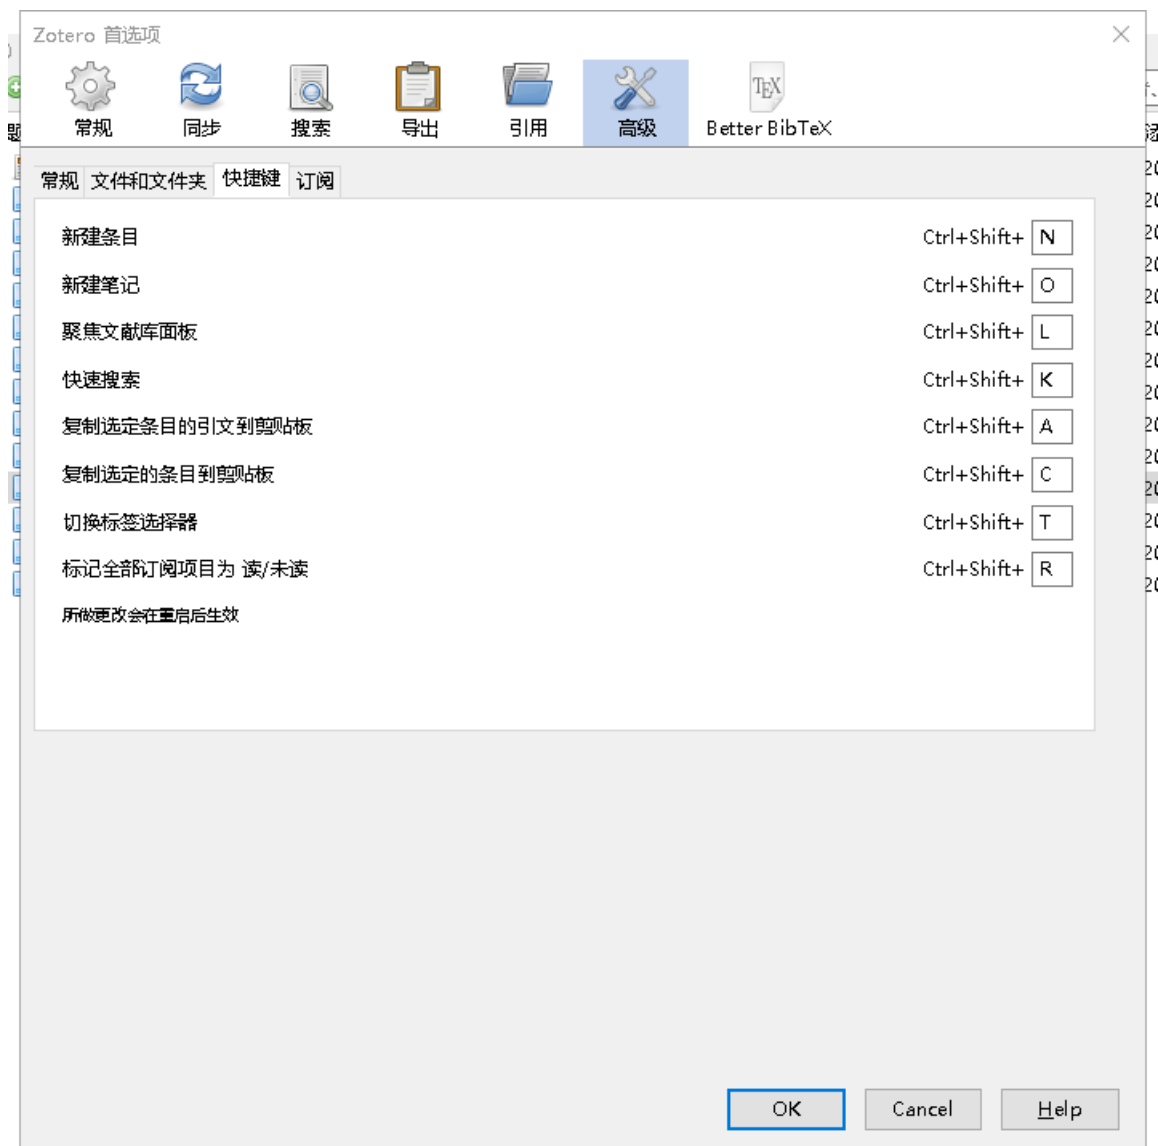 Zotero 首选项
常规 同步 搜索 导出 引用 高级 TEX Better BibTeX
常规 文件和文件夹 快捷键 订阅
新建条目 Ctrl+Shift+ N
新建笔记 Ctrl+Shift+ O
聚焦文献库面板 Ctrl+Shift+ L
快速搜索 Ctrl+Shift+ K
复制选定条目的引文到剪贴板 Ctrl+Shift+ A
复制选定的条目到剪贴板 Ctrl+Shift+ C
切换标签选择器 Ctrl+Shift+ T
标记全部订阅项目为 读/未读 Ctrl+Shift+ R
所做更改会在重启后生效
OK Cancel Help